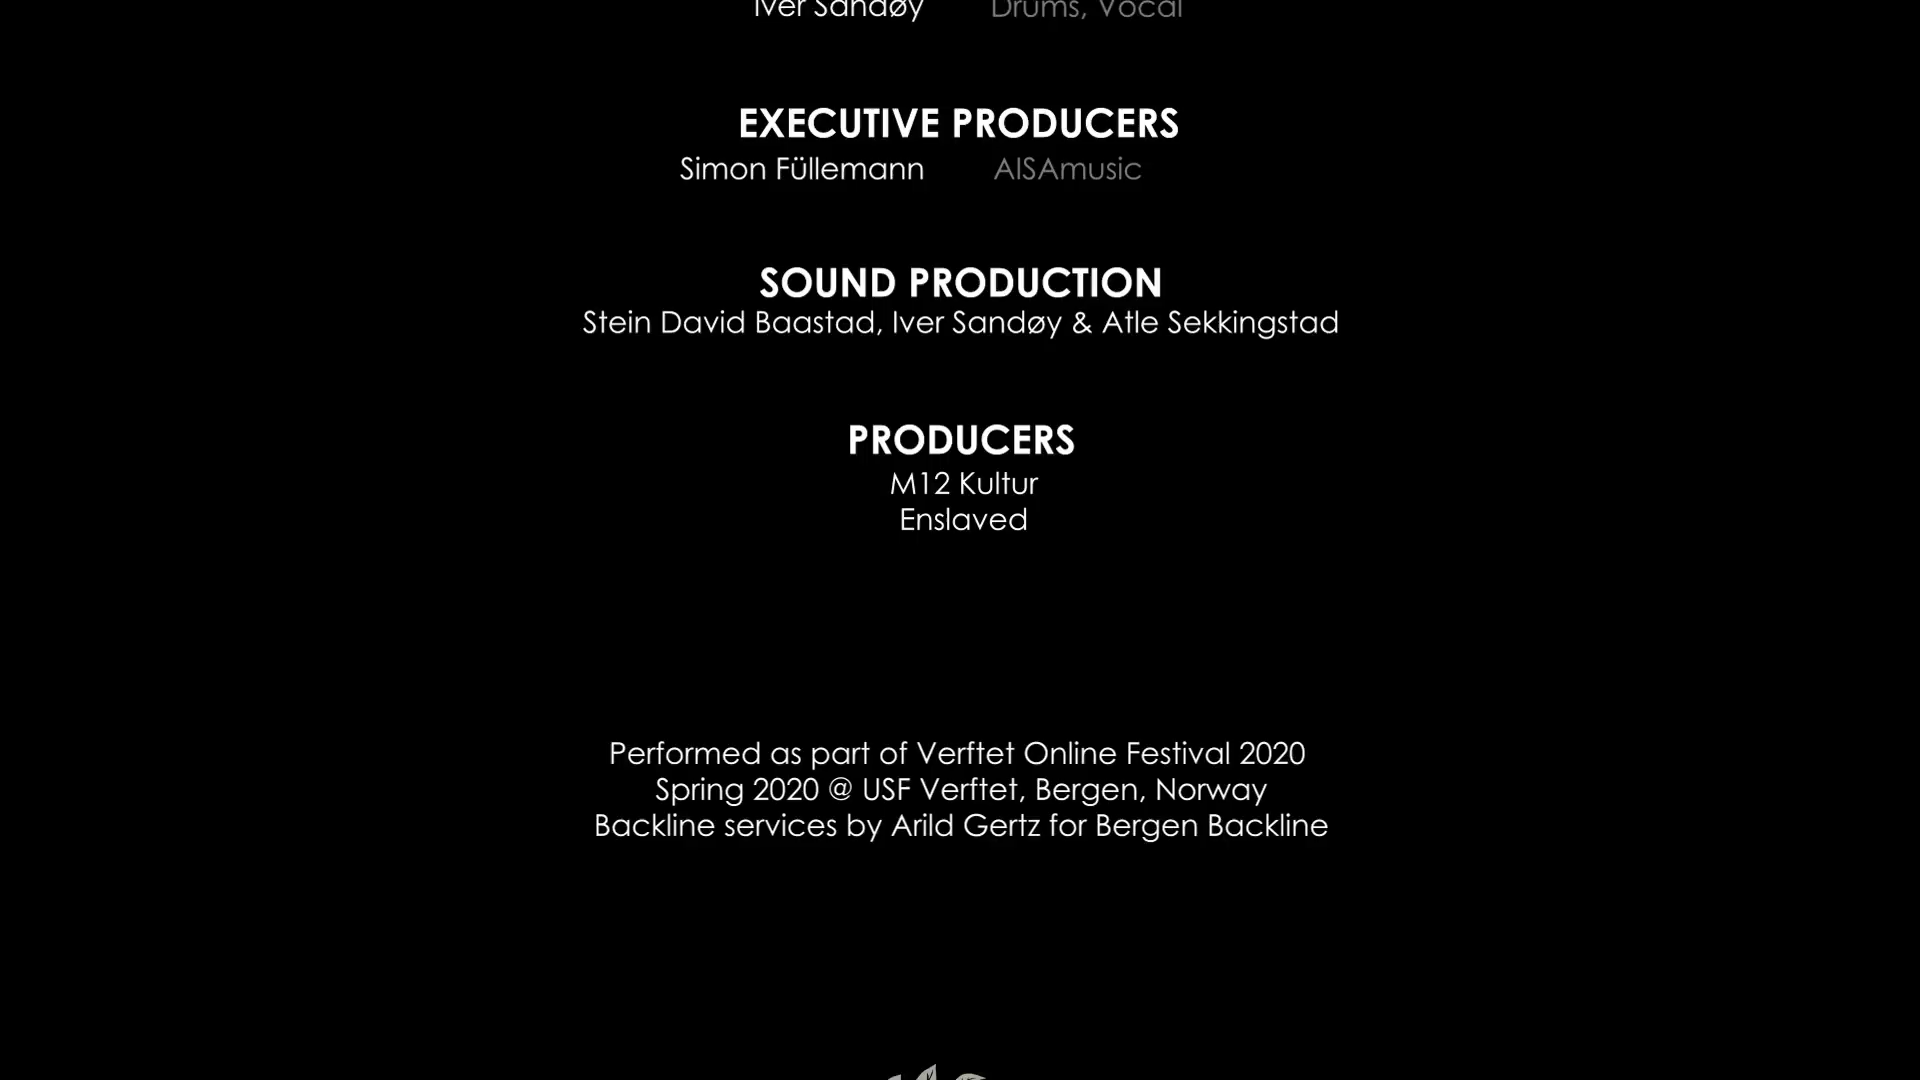 Iver Sandøy Drums, Vocal
EXECUTIVE PRODUCERS
Simon Füllemann AISAmusic
SOUND PRODUCTION
Stein David Baastad, Iver Sandøy & Atle Sekkingstad
PRODUCERS
M12 Kultur
Enslaved
Performed as part of Verftet Online Festival 2020
Spring 2020 @ USF Verftet, Bergen, Norway
Backline services by Arild Gertz for Bergen Backline